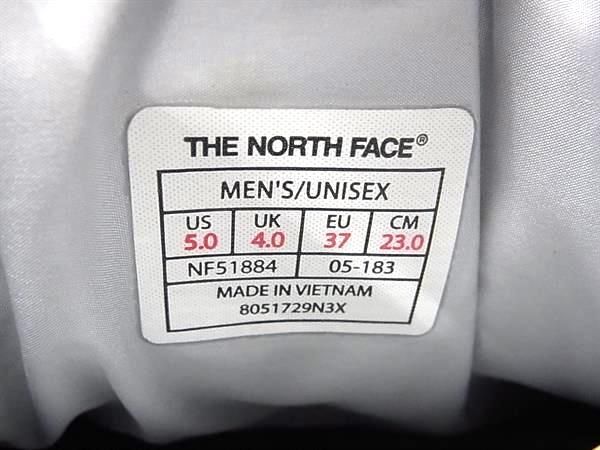 THE NORTH FACE®
MEN'S/UNISEX
US UK EU CM
5.0 4.0 37 23.0
NF51884 05-183
MADE IN VIETNAM
8051729N3X